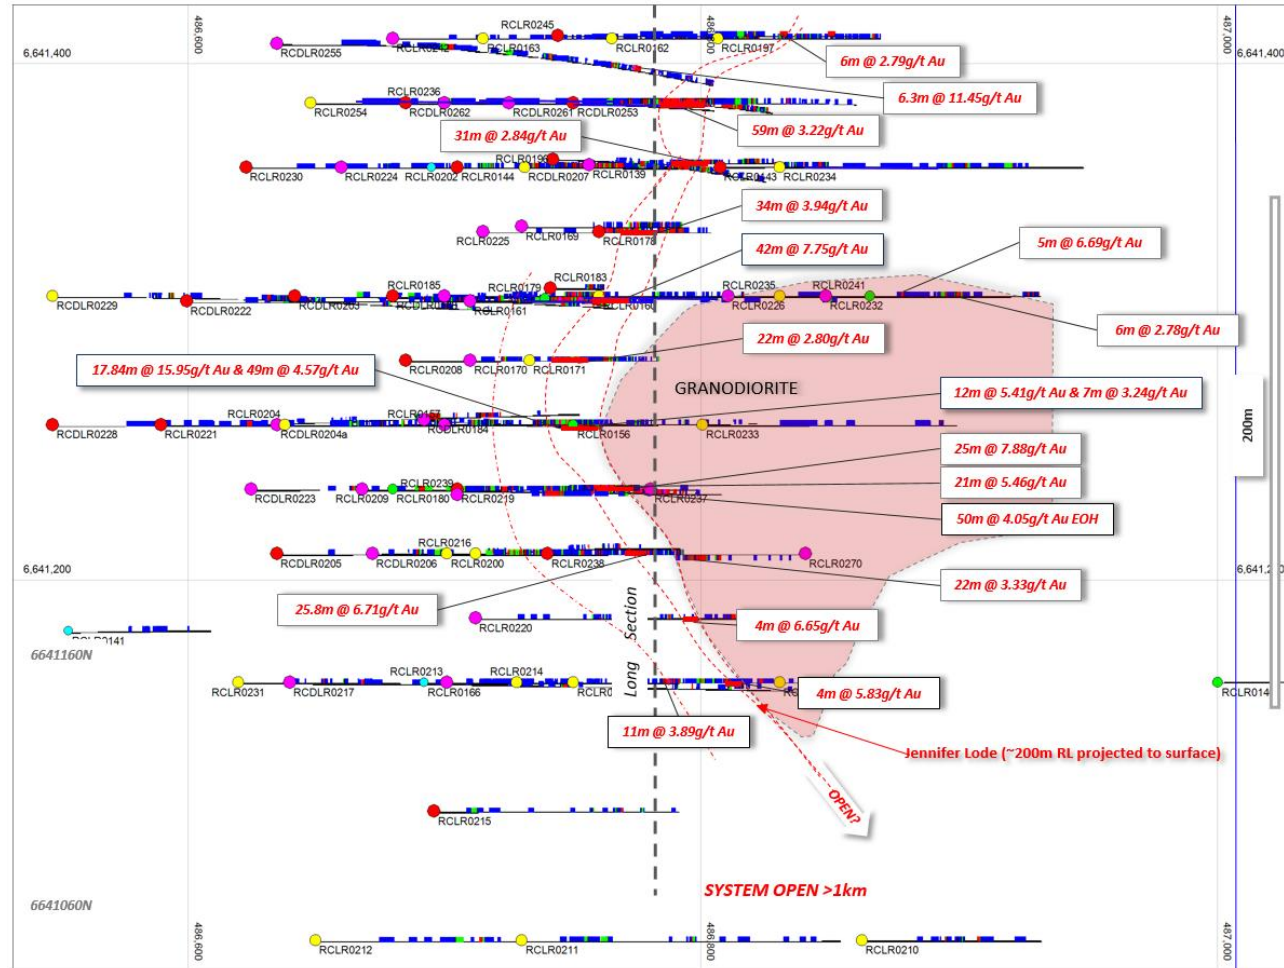 RCLR0245
486,600
486,800
487,000
6,641,400
6,641,400
RCDLR0255
RCLR0163
RCLR0162
RCLR0197
6m @ 2.79g/t Au
6.3m @ 11.45g/t Au
RCLR0236
RCLR0254
RCDLR0262
RCDLR0261
RCDLR0253
59m @ 3.22g/t Au
31m @ 2.84g/t Au
RCLR0196
RCLR0230
RCLR0224
RCLR0202
RCLR0144
RCDLR0207
RCLR0139
RCLR0143
RCLR0234
34m @ 3.94g/t Au
RCLR0225
RCLR0169
RCLR0178
42m @ 7.75g/t Au
5m @ 6.69g/t Au
RCLR0185
RCLR0179
RCLR0183
RCLR0235
RCLR0241
RCDLR0229
RCDLR0222
RCDLR0203
RCLR0161
RCLR0160
RCLR0226
RCLR0232
6m @ 2.78g/t Au
22m @ 2.80g/t Au
17.84m @ 15.95g/t Au & 49m @ 4.57g/t Au
RCLR0208
RCLR0170
RCLR0171
GRANODIORITE
12m @ 5.41g/t Au & 7m @ 3.24g/t Au
RCLR0204
RCLR0157
RCDLR0228
RCLR0221
RCDLR0204a
RCDLR0184
RCLR0156
RCLR0233
200m
25m @ 7.88g/t Au
21m @ 5.46g/t Au
RCLR0239
RCDLR0223
RCLR0209
RCLR0180
RCLR0219
RCLR0237
50m @ 4.05g/t Au EOH
RCLR0216
RCDLR0205
RCDLR0206
RCLR0200
RCLR0238
RCLR0270
6,641,200
22m @ 3.33g/t Au
25.8m @ 6.71g/t Au
Long Section
RCLR0220
4m @ 6.65g/t Au
6641160N
RCLR0213
RCLR0214
RCLR0231
RCDLR0217
RCLR0166
4m @ 5.83g/t Au
11m @ 3.89g/t Au
Jennifer Lode (~200m RL projected to surface)
OPEN?
RCLR0215
SYSTEM OPEN >1km
6641060N
486,600
486,800
487,000
RCLR0212
RCLR0211
RCLR0210